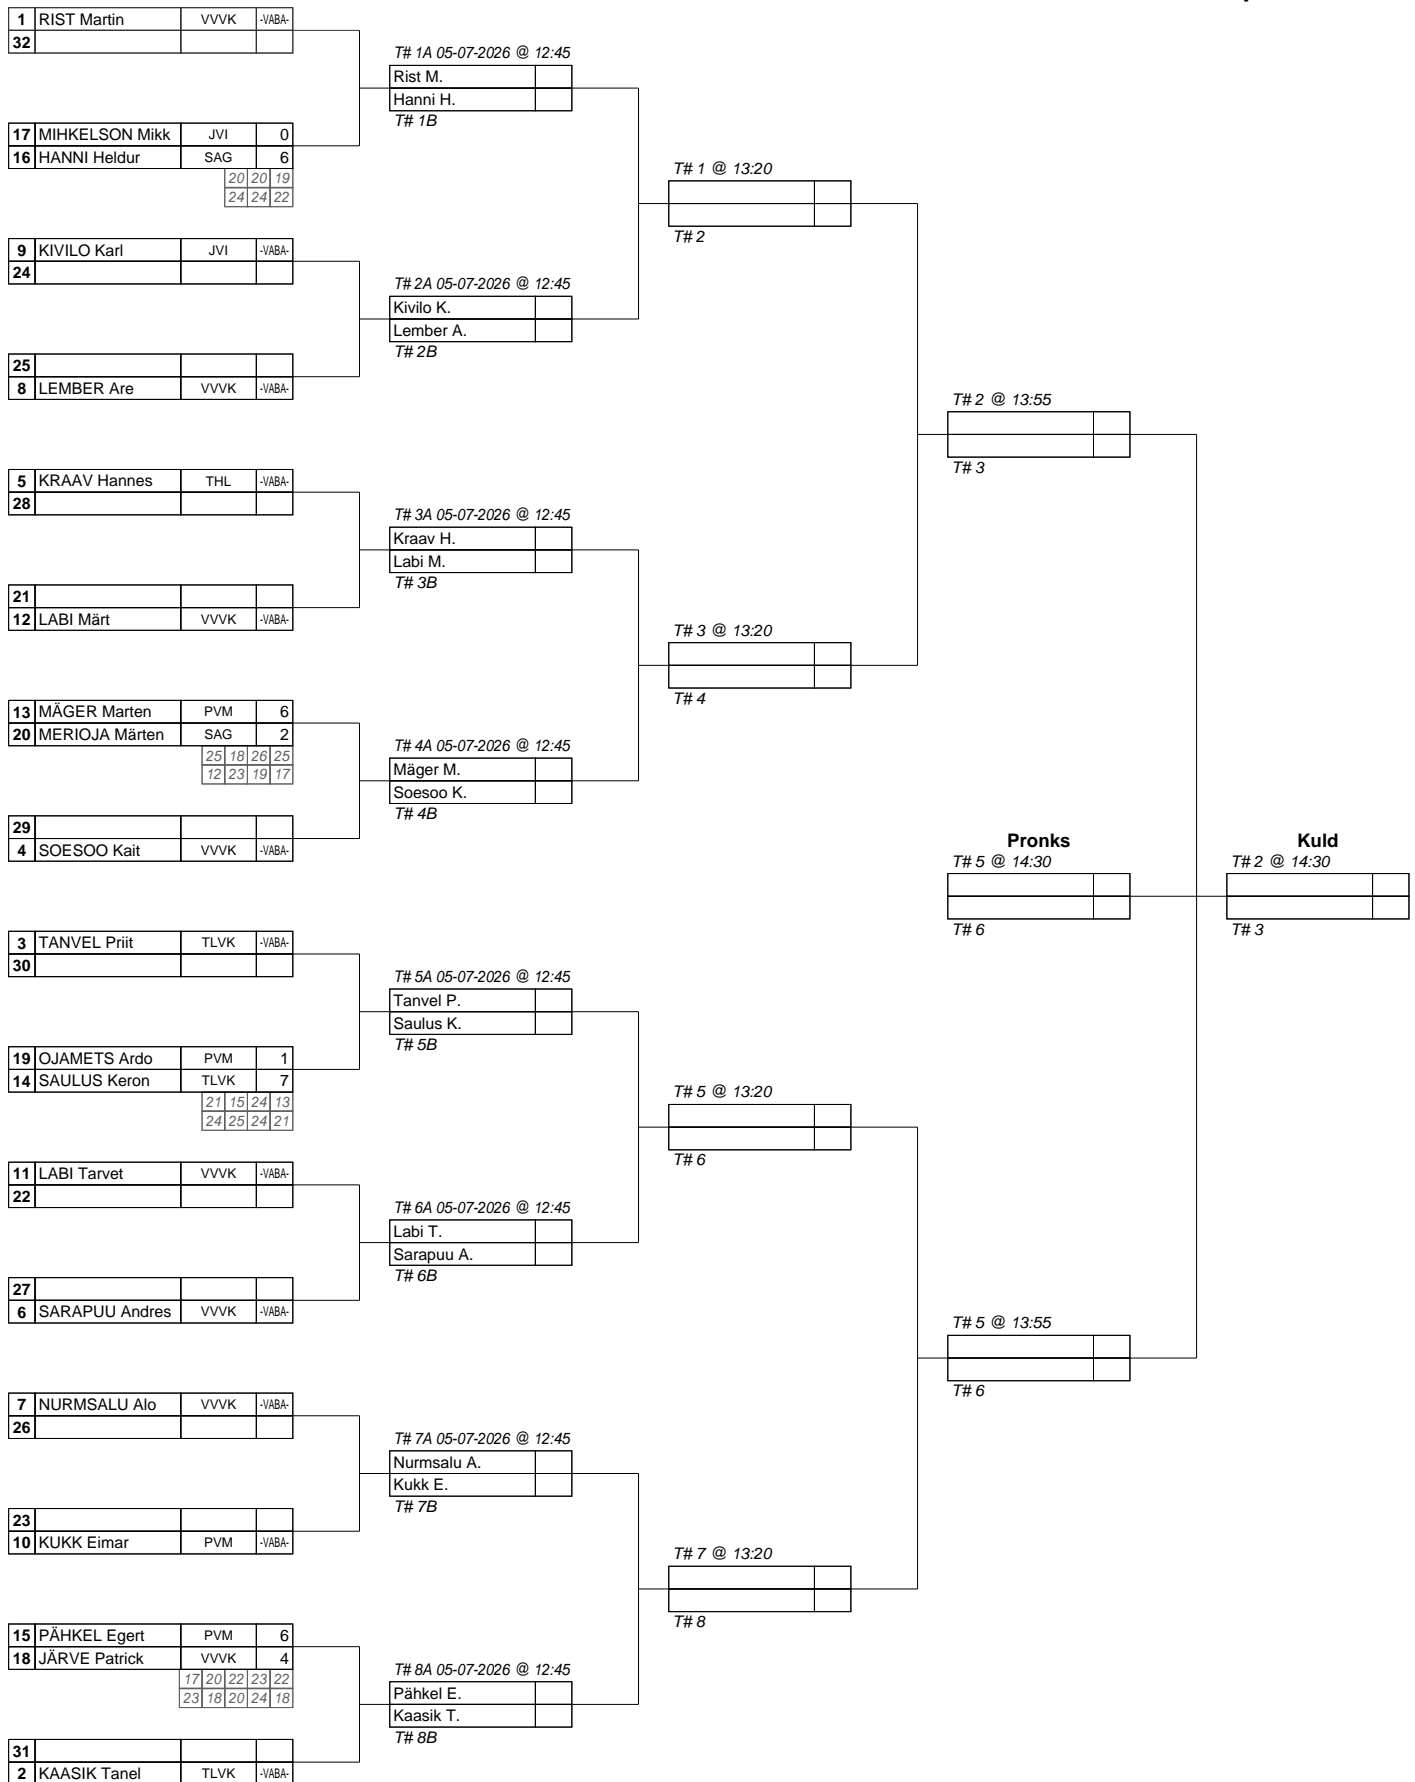 1 RIST Martin VVVK -VABA-
32
17 MIHKELSON Mikk JVI 0
16 HANNI Heldur SAG 6
20 20 19
24 24 22
9 KIVILO Karl JVI -VABA-
24
25
8 LEMBER Are VVVK -VABA-
5 KRAAV Hannes THL -VABA-
28
21
12 LABI Märt VVVK -VABA-
13 MÄGER Marten PVM 6
20 MERIOJA Märten SAG 2
25 18 26 25
12 23 19 17
29
4 SOESOO Kait VVVK -VABA-
3 TANVEL Priit TLVK -VABA-
30
19 OJAMETS Ardo PVM 1
14 SAULUS Keron TLVK 7
21 15 24 13
24 25 24 21
11 LABI Tarvet VVVK -VABA-
22
27
6 SARAPUU Andres VVVK -VABA-
7 NURMSALU Alo VVVK -VABA-
26
23
10 KUKK Eimar PVM -VABA-
15 PÄHKEL Egert PVM 6
18 JÄRVE Patrick VVVK 4
17 20 22 23 22
23 18 20 24 18
31
2 KAASIK Tanel TLVK -VABA-
T# 1A 05-07-2026 @ 12:45
Rist M.
Hanni H.
T# 1B
T# 2A 05-07-2026 @ 12:45
Kivilo K.
Lember A.
T# 2B
T# 3A 05-07-2026 @ 12:45
Kraav H.
Labi M.
T# 3B
T# 4A 05-07-2026 @ 12:45
Mäger M.
Soesoo K.
T# 4B
T# 5A 05-07-2026 @ 12:45
Tanvel P.
Saulus K.
T# 5B
T# 6A 05-07-2026 @ 12:45
Labi T.
Sarapuu A.
T# 6B
T# 7A 05-07-2026 @ 12:45
Nurmsalu A.
Kukk E.
T# 7B
T# 8A 05-07-2026 @ 12:45
Pähkel E.
Kaasik T.
T# 8B
T# 1 @ 13:20
T# 2
T# 3 @ 13:20
T# 4
T# 5 @ 13:20
T# 6
T# 7 @ 13:20
T# 8
T# 2 @ 13:55
T# 3
Pronks
T# 5 @ 14:30
T# 6
T# 5 @ 13:55
T# 6
Kuld
T# 2 @ 14:30
T# 3